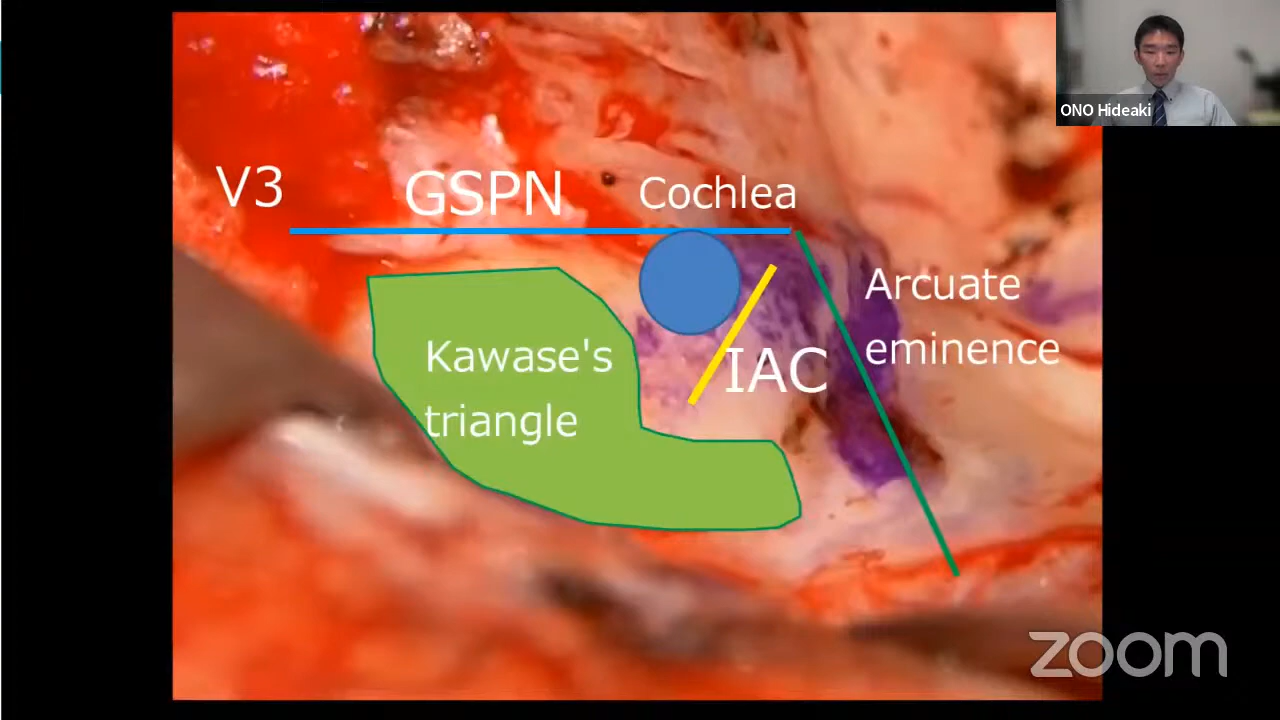 ONO Hideaki
V3
GSPN
Cochlea
Arcuate
eminence
Kawase's
triangle
IAC
zoom